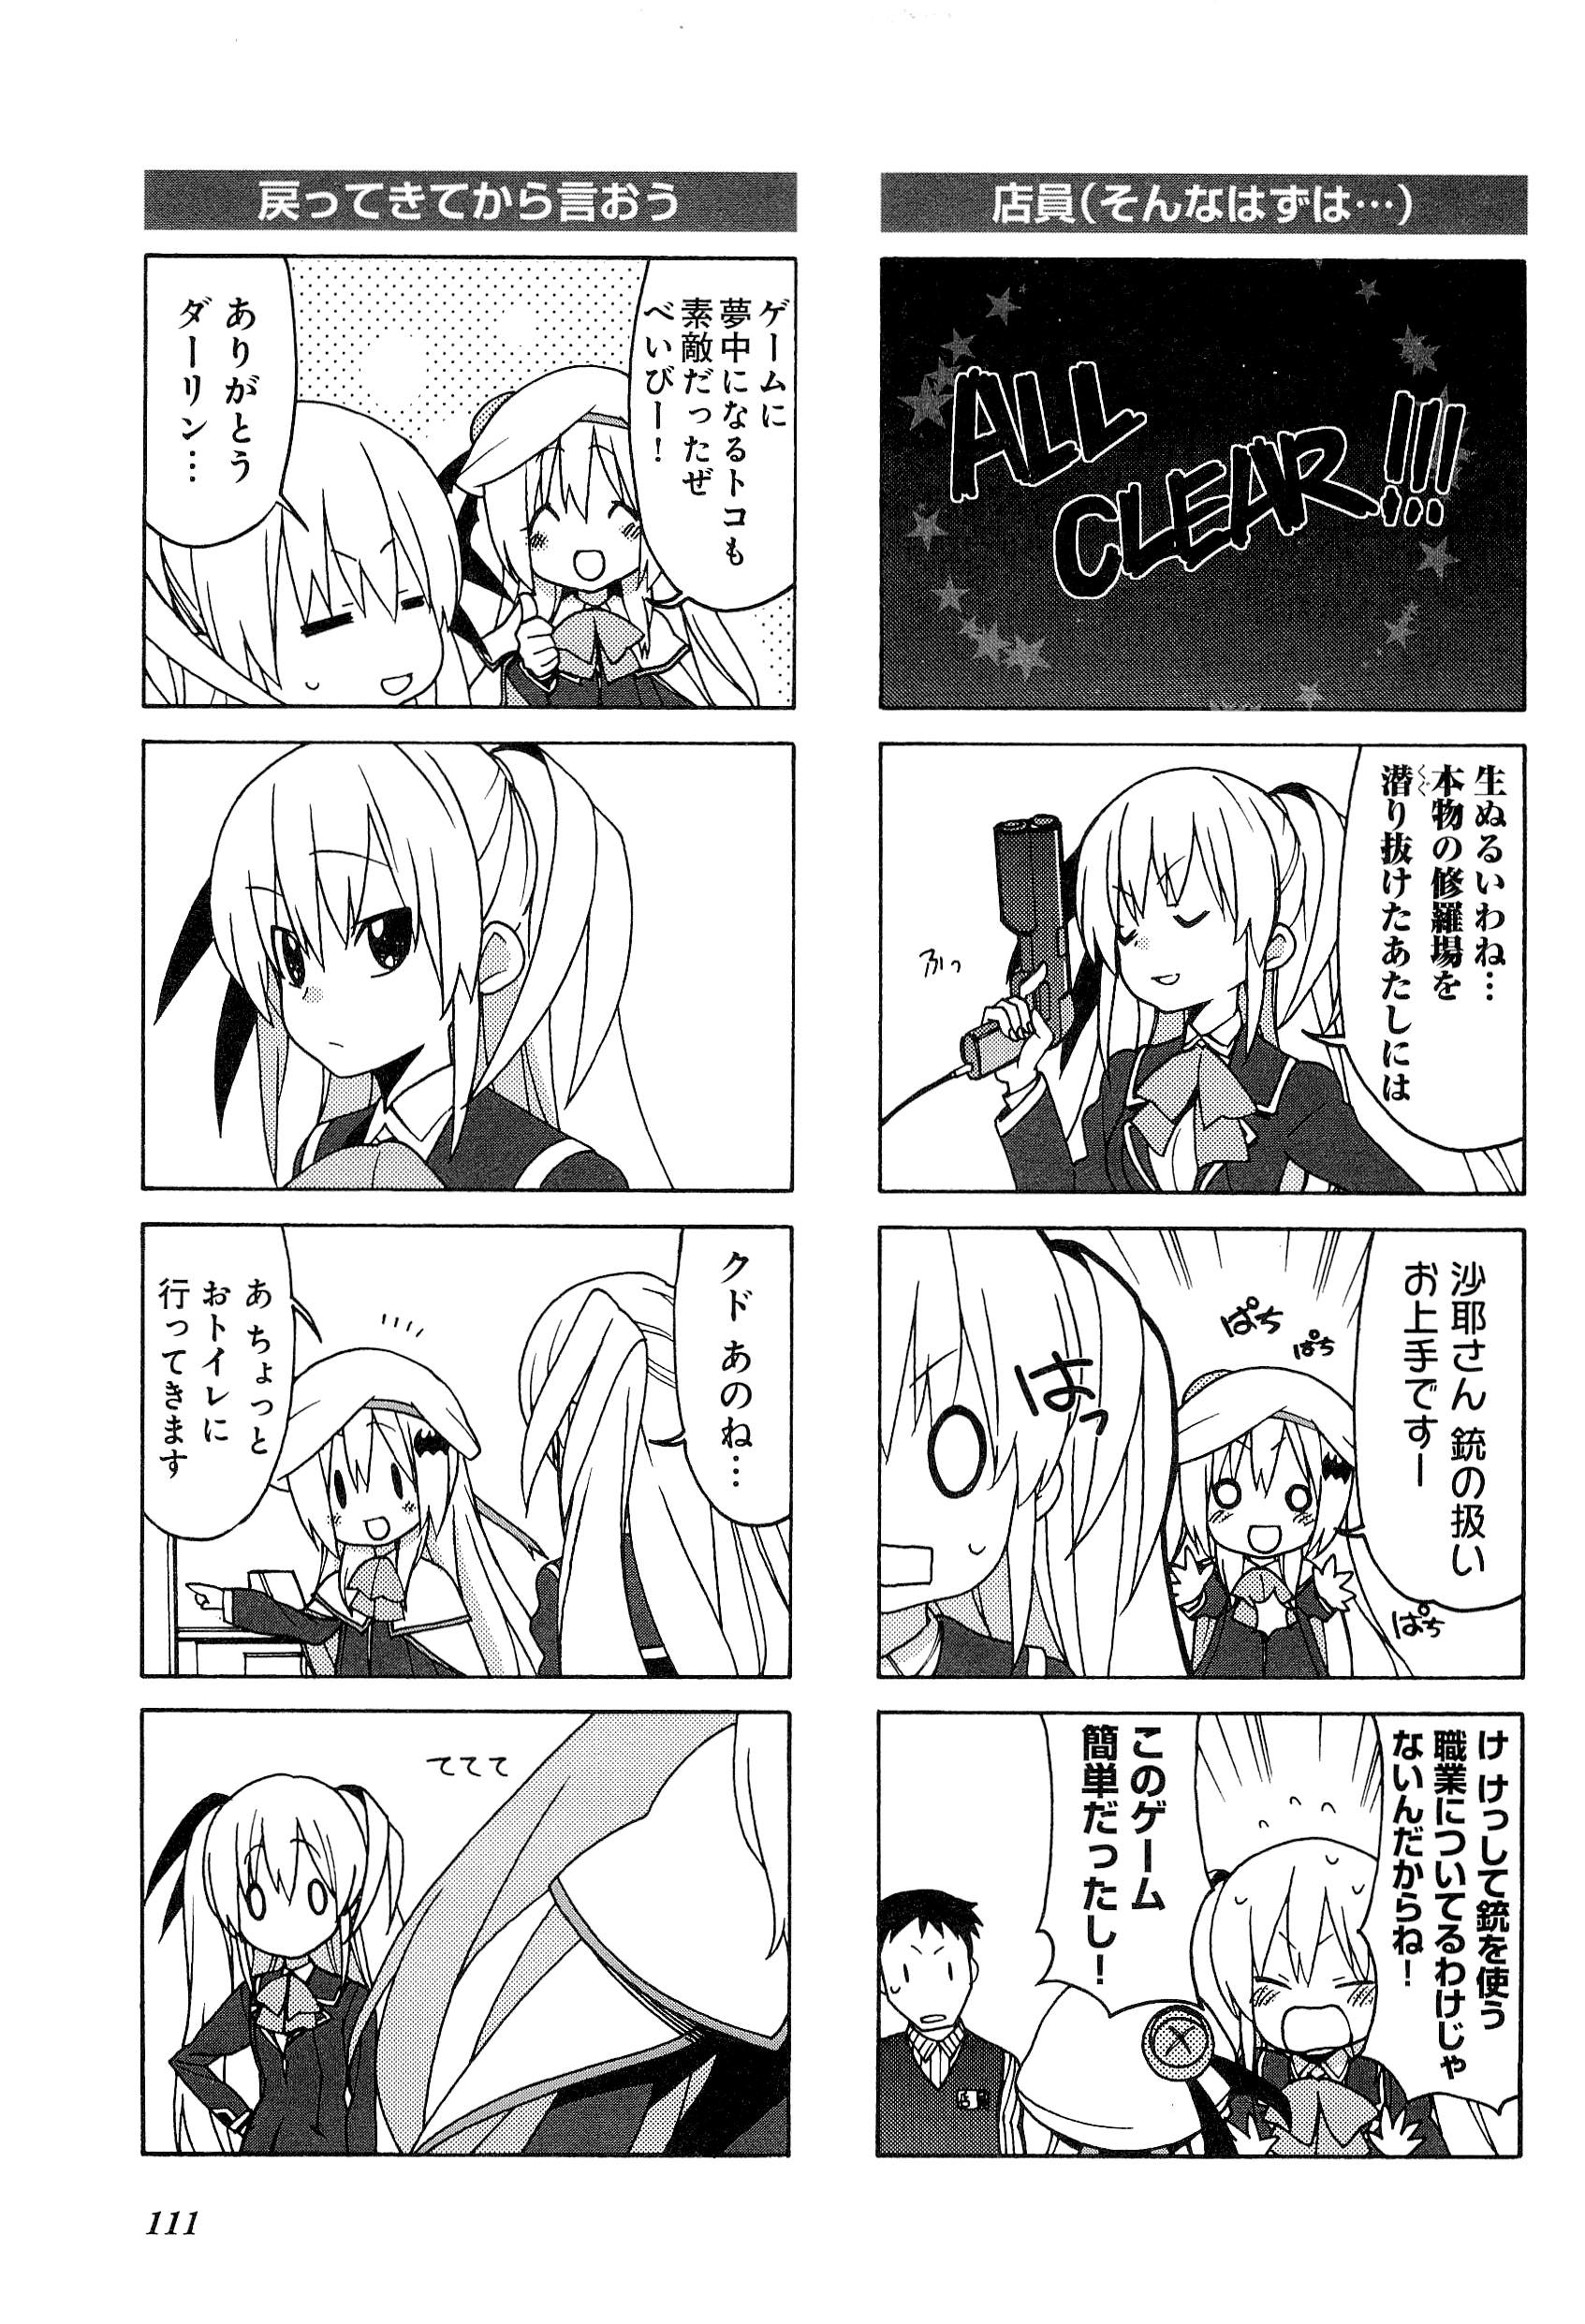 店員(そんなはずは…)
ALL
CLEAR!!!
生ぬるいわね…
本物の修羅場を
潜り抜けたあたしには
くぐ
ふっ
沙耶さん 銃の扱い
お上手ですー
ぱち
ぱち
ぱち
はっ
け けっして銃を使う
職業についてるわけじゃ
ないんだからね!
このゲーム
簡単だったし!
戻ってきてから言おう
ゲームに
夢中になるトコも
素敵だったぜ
べいびー!
ありがとう
ダーリン…
クド あのね…
あ ちょっと
おトイレに
行ってきます
ててて
111